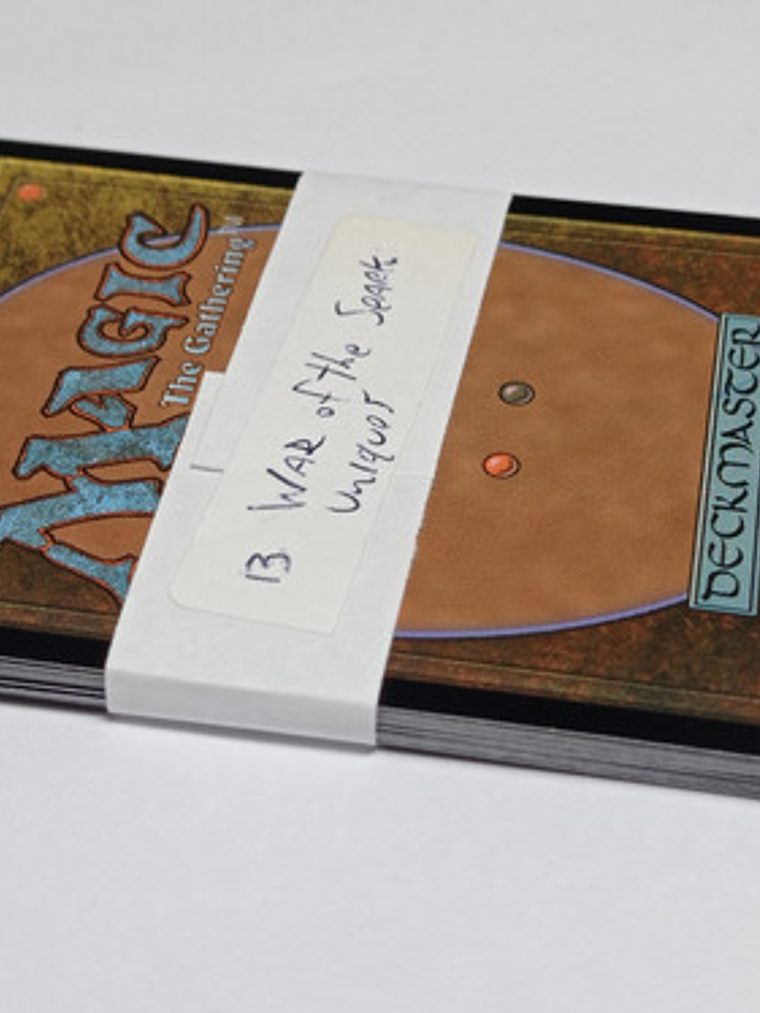 MAGIC
The Gathering
13 WAR of the Spark
Uniques
DECKMASTER